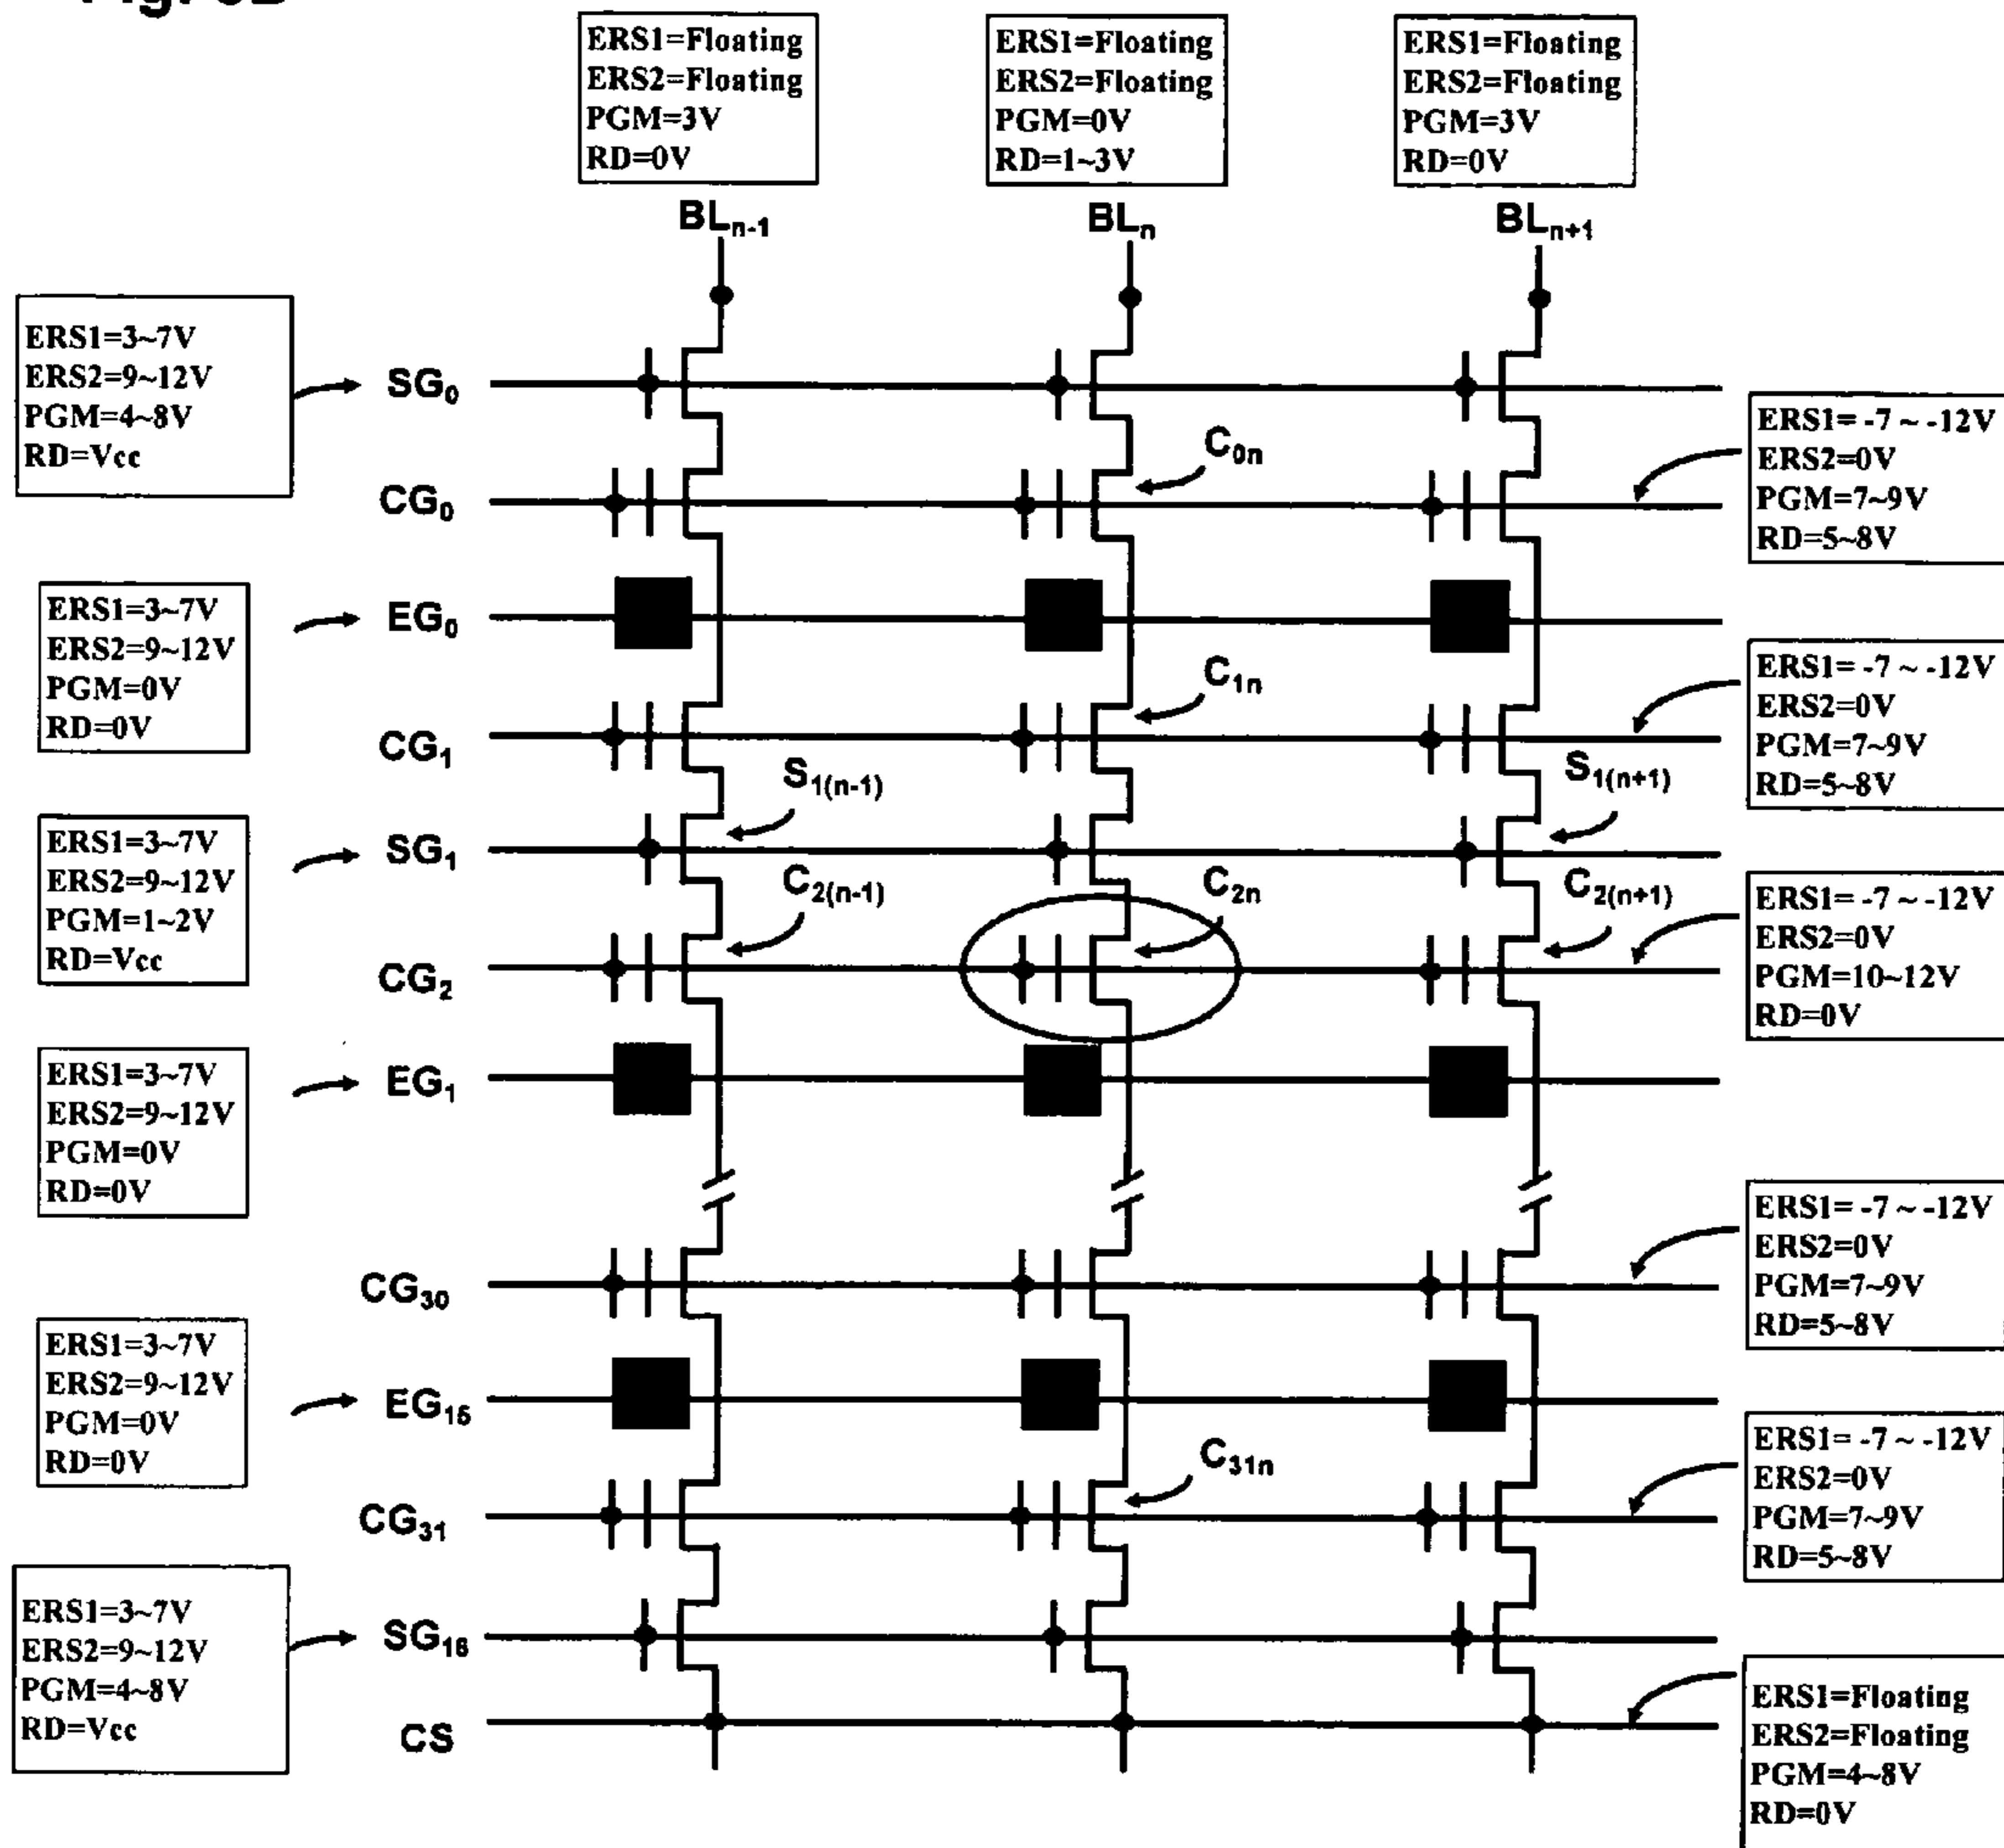 ERS1=Floating
ERS2=Floating
PGM=3V
RD=0V
ERS1=Floating
ERS2=Floating
PGM=0V
RD=1~3V
ERS1=Floating
ERS2=Floating
PGM=3V
RD=0V
BLn-1
BLn
BLn+1
ERS1=3~7V
ERS2=9~12V
PGM=4~8V
RD=Vcc
SG0
ERS1= -7 ~ -12V
ERS2=0V
PGM=7~9V
RD=5~8V
C0n
CG0
ERS1=3~7V
ERS2=9~12V
PGM=0V
RD=0V
EG0
ERS1= -7 ~ -12V
ERS2=0V
PGM=7~9V
RD=5~8V
C1n
CG1
S1(n-1)
S1(n+1)
ERS1=3~7V
ERS2=9~12V
PGM=1~2V
RD=Vcc
SG1
C2(n-1)
C2n
C2(n+1)
ERS1= -7 ~ -12V
ERS2=0V
PGM=10~12V
RD=0V
CG2
ERS1=3~7V
ERS2=9~12V
PGM=0V
RD=0V
EG1
ERS1= -7 ~ -12V
ERS2=0V
PGM=7~9V
RD=5~8V
CG30
ERS1=3~7V
ERS2=9~12V
PGM=0V
RD=0V
EG15
ERS1= -7 ~ -12V
ERS2=0V
PGM=7~9V
RD=5~8V
C31n
CG31
ERS1=3~7V
ERS2=9~12V
PGM=4~8V
RD=Vcc
SG16
CS
ERS1=Floating
ERS2=Floating
PGM=4~8V
RD=0V